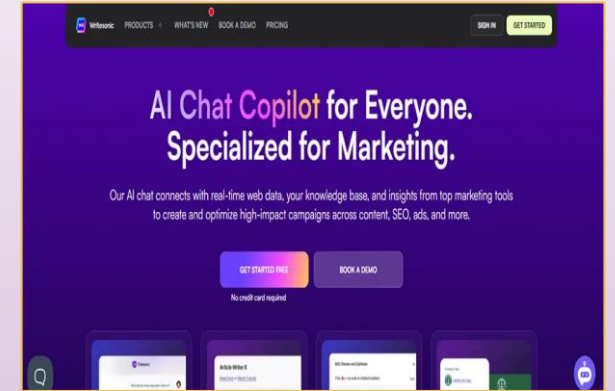 Writesonic PRODUCTS WHAT'S NEW BOOK A DEMO PRICING SIGN IN GET STARTED
AI Chat Copilot for Everyone.
Specialized for Marketing.
Our AI chat connects with real-time web data, your knowledge base, and insights from top marketing tools
to create and optimize high-impact campaigns across content, SEO, ads, and more.
GET STARTED FREE BOOK A DEMO
No credit card required
Article Writer 6